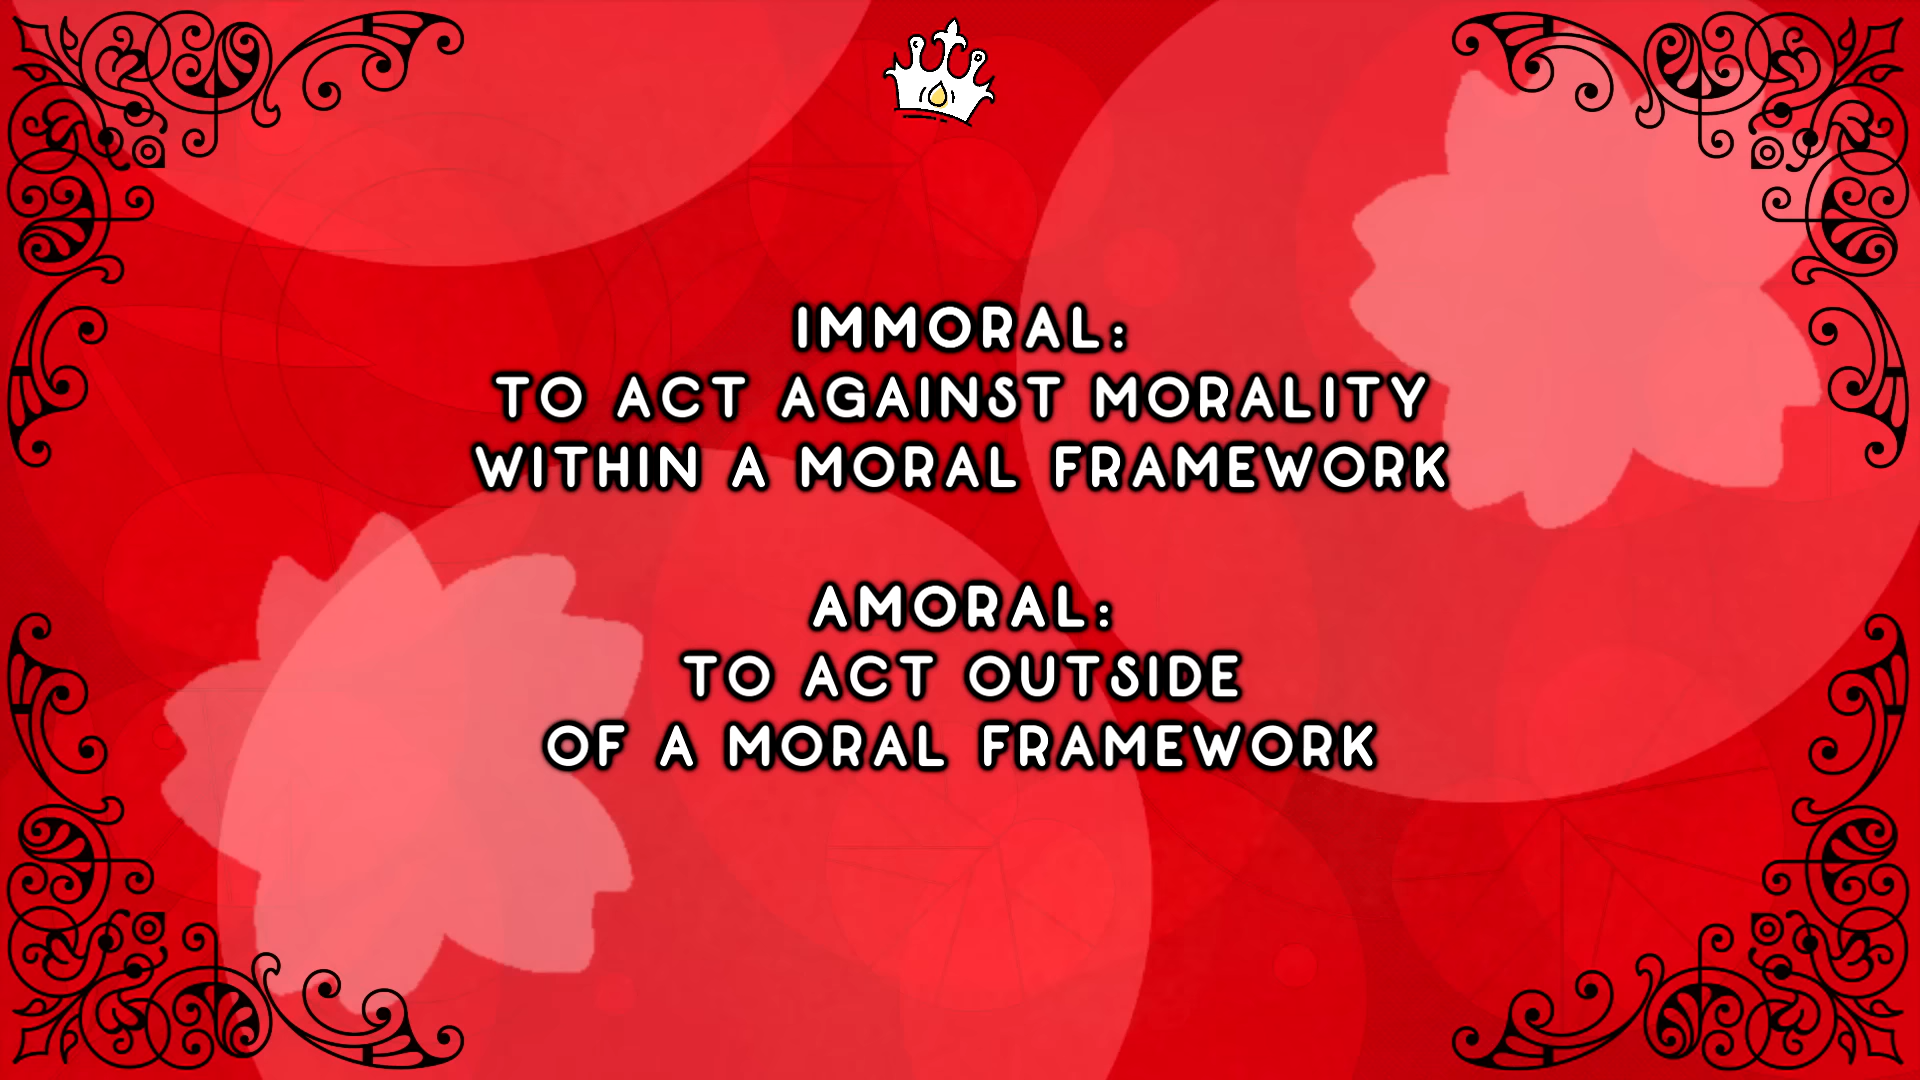 IMMORAL:
TO ACT AGAINST MORALITY
WITHIN A MORAL FRAMEWORK
AMORAL:
TO ACT OUTSIDE
OF A MORAL FRAMEWORK